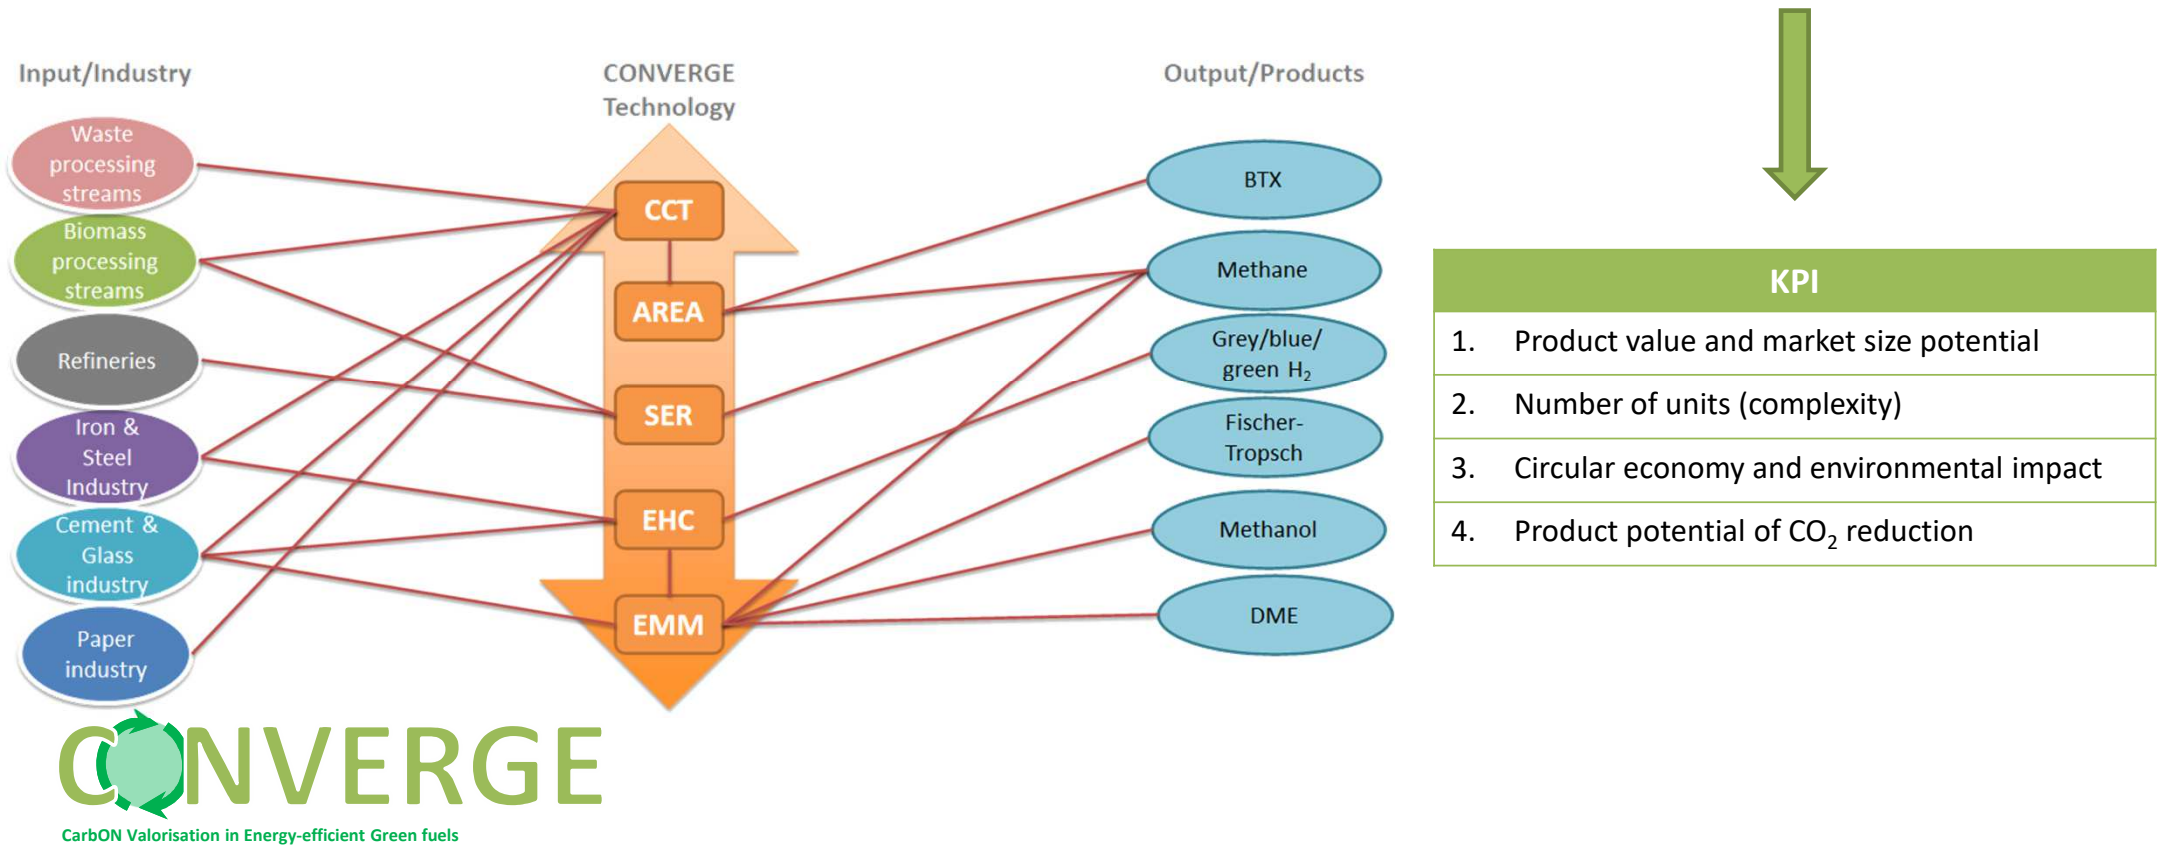 Input/Industry
CONVERGE
Technology
Output/Products
Waste
processing
streams
Biomass
processing
streams
Refineries
Iron &
Steel
Industry
Cement &
Glass
industry
Paper
industry
CCT
AREA
SER
EHC
EMM
BTX
Methane
Grey/blue/
green H₂
Fischer-
Tropsch
Methanol
DME
KPI
1. Product value and market size potential
2. Number of units (complexity)
3. Circular economy and environmental impact
4. Product potential of CO₂ reduction
CONVERGE
CarbON Valorisation in Energy-efficient Green fuels